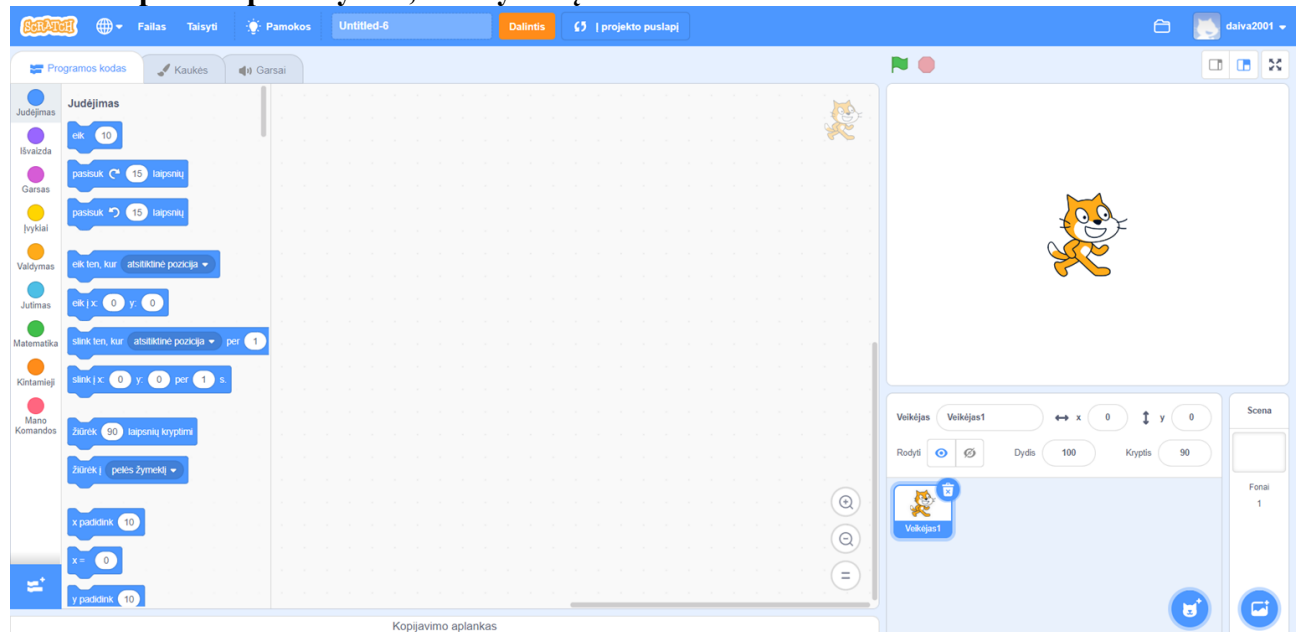 SCRATCH Failas Taisyti Pamokos Untitled-6 Dalintis Į projekto puslapį daiva2001
Programos kodas Kaukės Garsai
Judėjimas
Išvaizda
Garsas
Įvykiai
Valdymas
Jutimas
Matematika
Kintamieji
Mano
Komandos
Judėjimas
eik 10
pasisuk 15 laipsnių
pasisuk 15 laipsnių
eik ten, kur atsitiktinė pozicija
eik į x: 0 y: 0
slink ten, kur atsitiktinė pozicija per 1
slink į x: 0 y: 0 per 1 s.
žiūrėk 90 laipsnių kryptimi
žiūrėk į pelės žymeklį
x padidink 10
x = 0
y padidink 10
Kopijavimo aplankas
Veikėjas Veikėjas1 x 0 y 0
Rodyti Dydis 100 Kryptis 90
Veikėjas1
Scena
Fonai
1